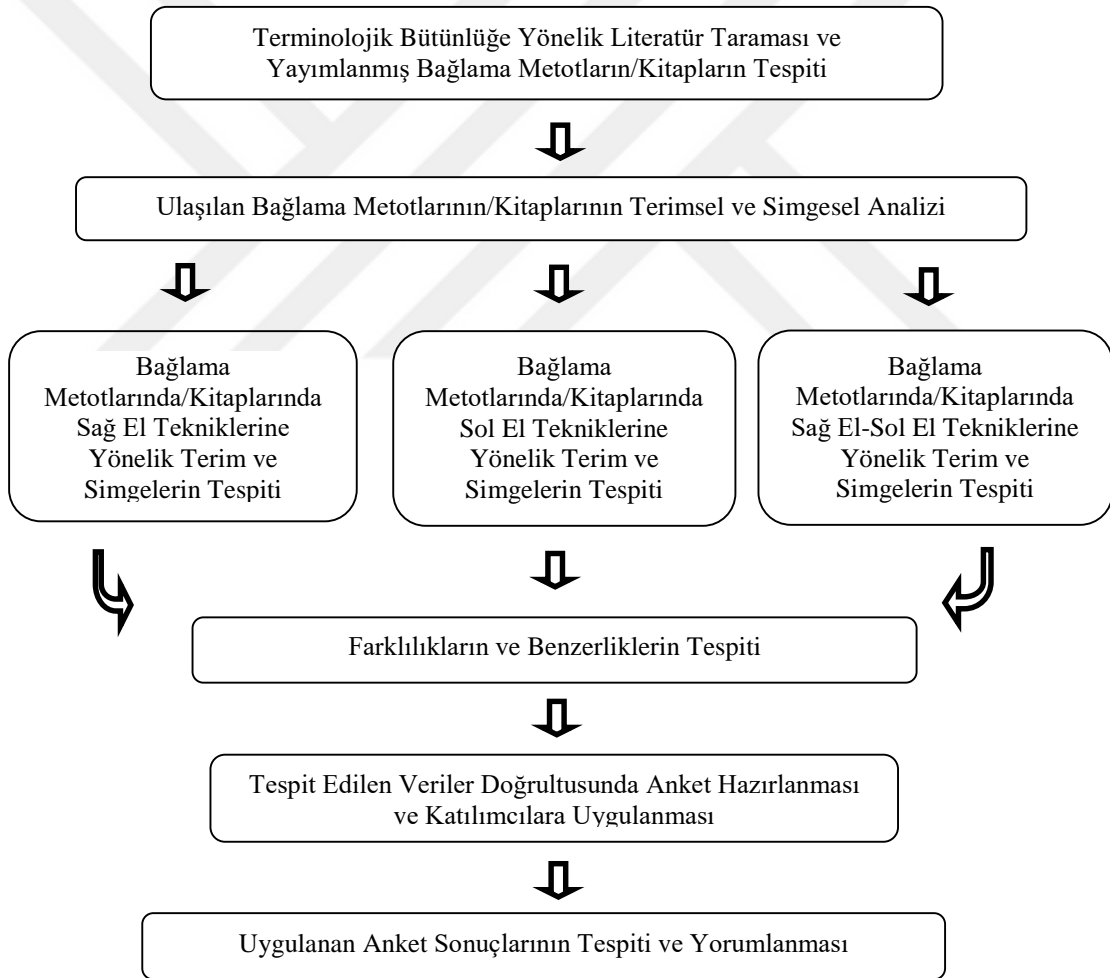 Terminolojik Bütünlüğe Yönelik Literatür Taraması ve
Yayımlanmış Bağlama Metotların/Kitapların Tespiti
Ulaşılan Bağlama Metotlarının/Kitaplarının Terimsel ve Simgesel Analizi
Bağlama
Metotlarında/Kitaplarında
Sağ El Tekniklerine
Yönelik Terim ve
Simgelerin Tespiti
Bağlama
Metotlarında/Kitaplarında
Sol El Tekniklerine
Yönelik Terim ve
Simgelerin Tespiti
Bağlama
Metotlarında/Kitaplarında
Sağ El-Sol El Tekniklerine
Yönelik Terim ve
Simgelerin Tespiti
Farklılıkların ve Benzerliklerin Tespiti
Tespit Edilen Veriler Doğrultusunda Anket Hazırlanması
ve Katılımcılara Uygulanması
Uygulanan Anket Sonuçlarının Tespiti ve Yorumlanması